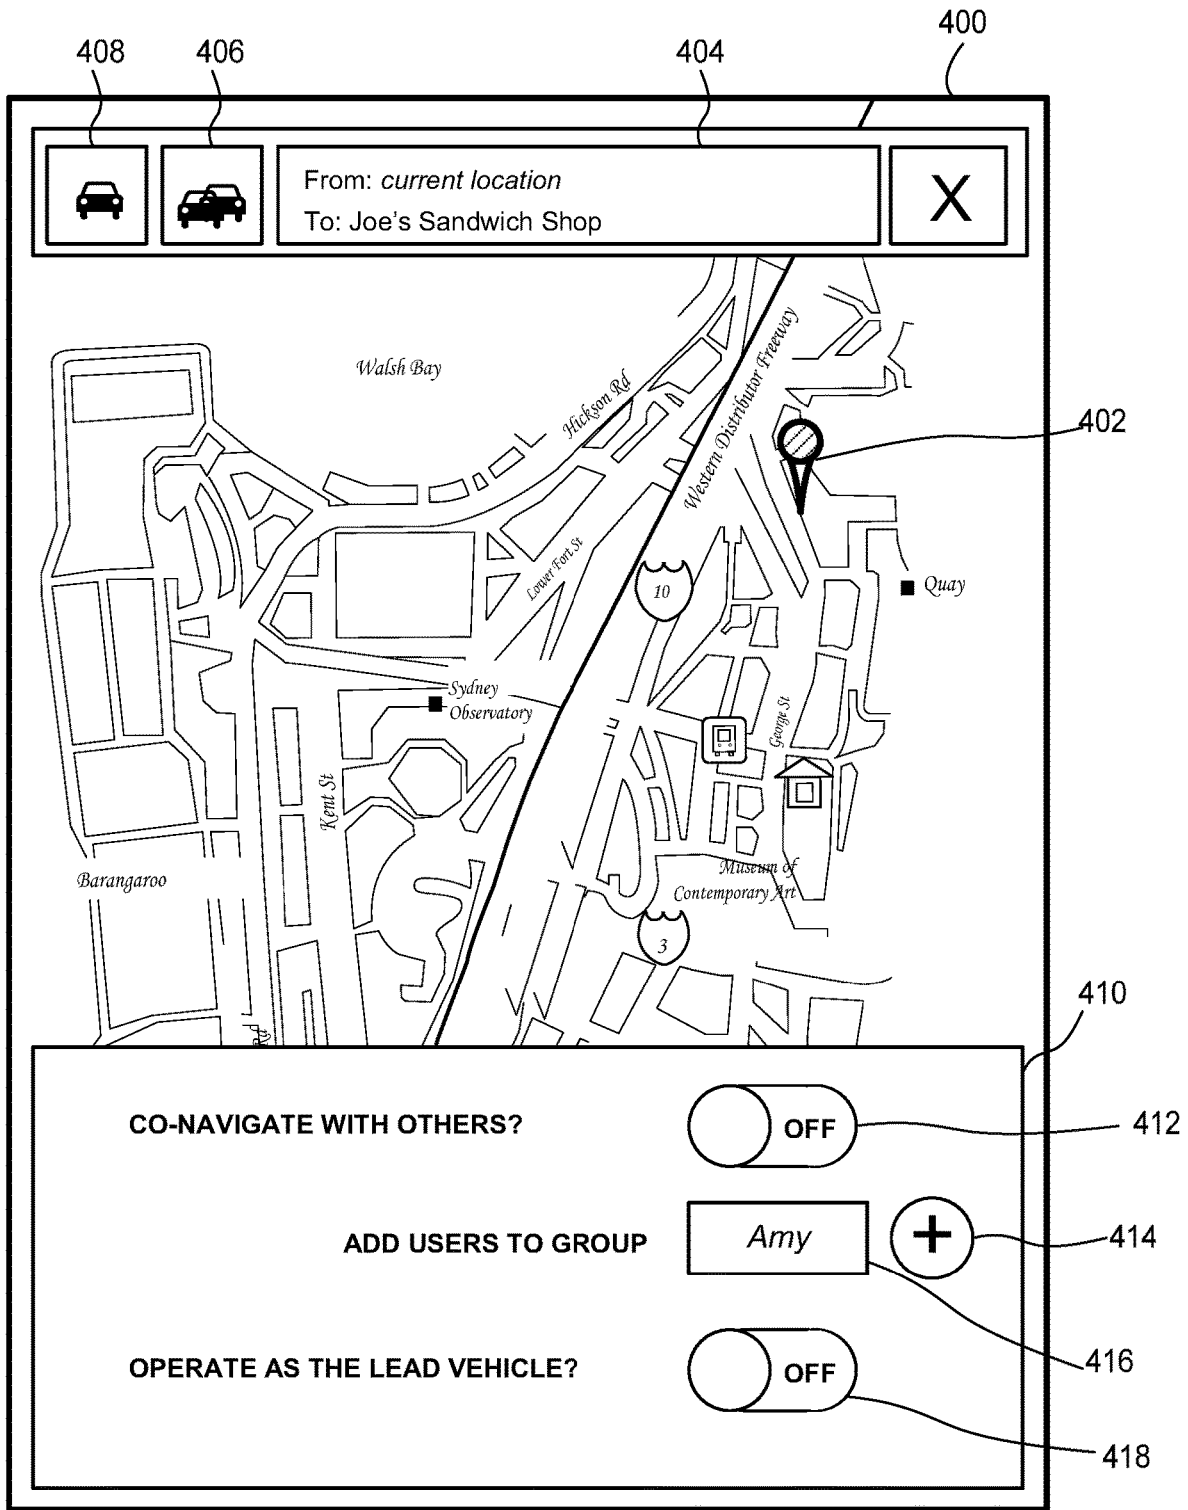 400
408
406
404
From: current location
To: Joe's Sandwich Shop
X
Walsh Bay
Hickson Rd
Western Distributor Freeway
402
Lower Fort St
10
Quay
Sydney
Observatory
George St
Kent St
Barangaroo
Museum of
Contemporary Art
3
410
CO-NAVIGATE WITH OTHERS?
OFF
412
ADD USERS TO GROUP
Amy
+
414
416
OPERATE AS THE LEAD VEHICLE?
OFF
418